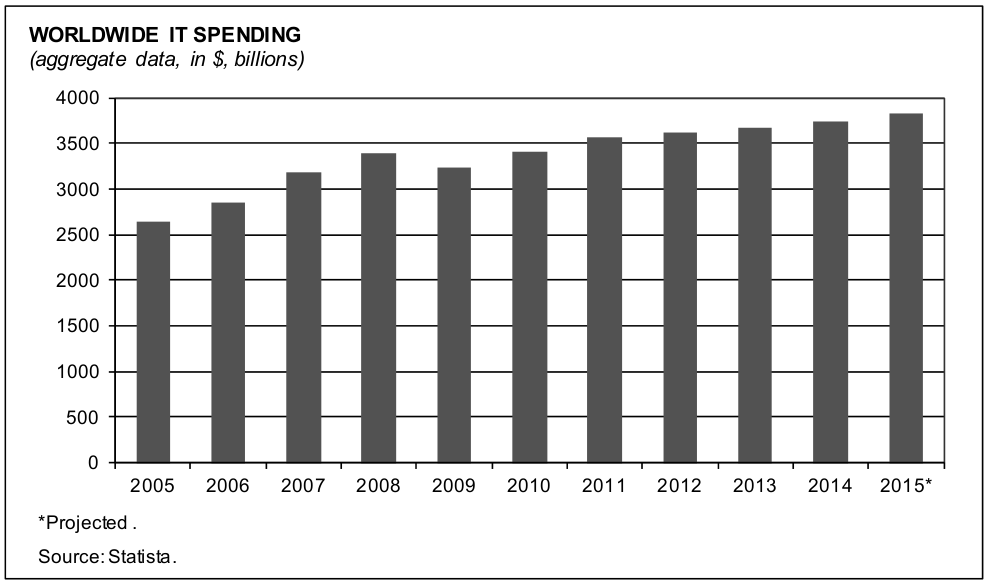 WORLDWIDE IT SPENDING
(aggregate data, in $, billions)
4000
3500
3000
2500
2000
1500
1000
500
0
2005 2006 2007 2008 2009 2010 2011 2012 2013 2014 2015*
*Projected .
Source: Statista.